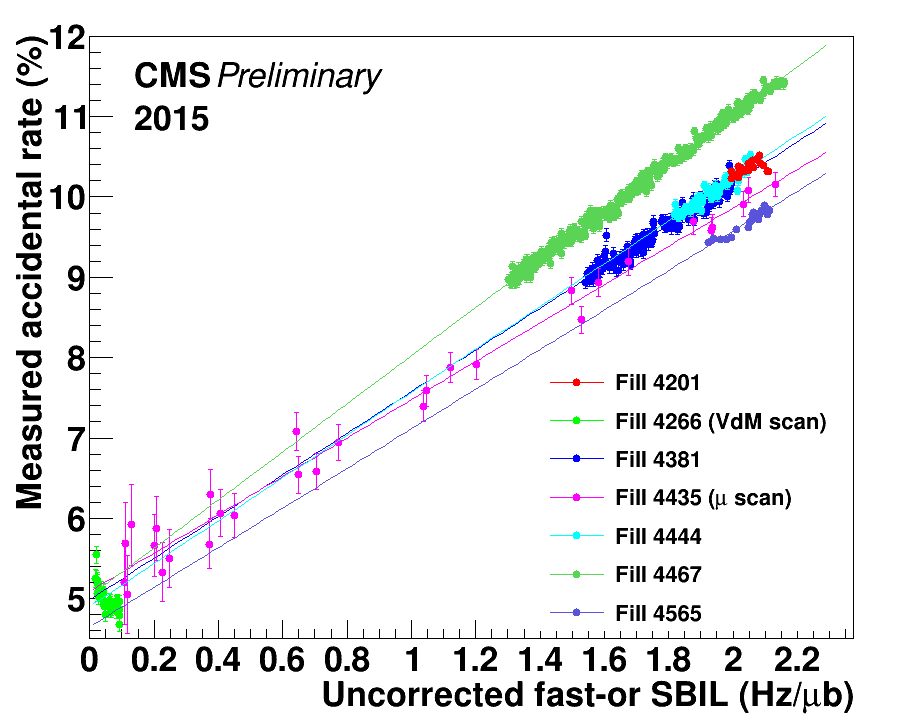 CMS Preliminary
2015
Measured accidental rate (%)
12
11
10
9
8
7
6
5
Fill 4201
Fill 4266 (VdM scan)
Fill 4381
Fill 4435 (μ scan)
Fill 4444
Fill 4467
Fill 4565
0 0.2 0.4 0.6 0.8 1 1.2 1.4 1.6 1.8 2 2.2
Uncorrected fast-or SBIL (Hz/μb)